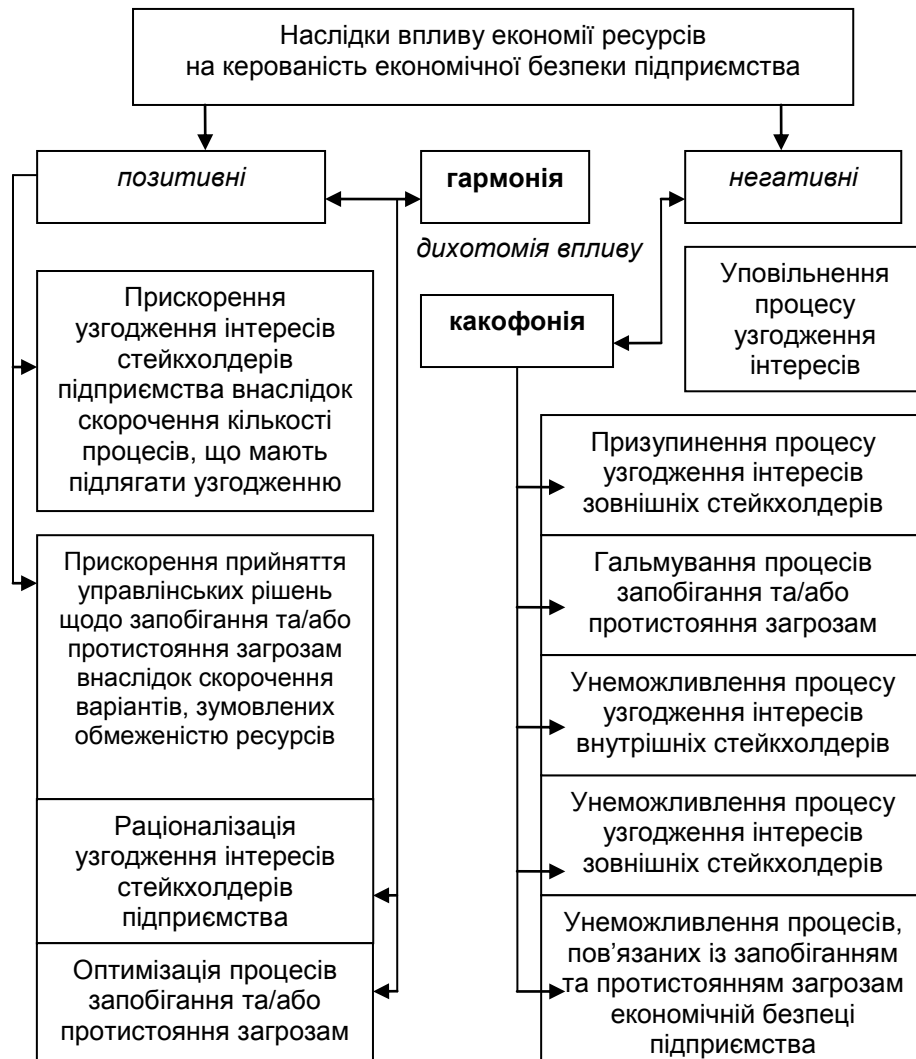 Наслідки впливу економії ресурсів
на керованість економічної безпеки підприємства
позитивні
гармонія
негативні
дихотомія впливу
какофонія
Уповільнення
процесу
узгодження
інтересів
Прискорення
узгодження інтересів
стейкхолдерів
підприємства внаслідок
скорочення кількості
процесів, що мають
підлягати узгодженню
Прискорення прийняття
управлінських рішень
щодо запобігання та/або
протистояння загрозам
внаслідок скорочення
варіантів, зумовлених
обмеженістю ресурсів
Раціоналізація
узгодження інтересів
стейкхолдерів
підприємства
Оптимізація процесів
запобігання та/або
протистояння загрозам
Призупинення процесу
узгодження інтересів
зовнішніх стейкхолдерів
Гальмування процесів
запобігання та/або
протистояння загрозам
Унеможливлення процесу
узгодження інтересів
внутрішніх стейкхолдерів
Унеможливлення процесу
узгодження інтересів
зовнішніх стейкхолдерів
Унеможливлення процесів,
пов’язаних із запобіганням
та протистоянням загрозам
економічній безпеці
підприємства